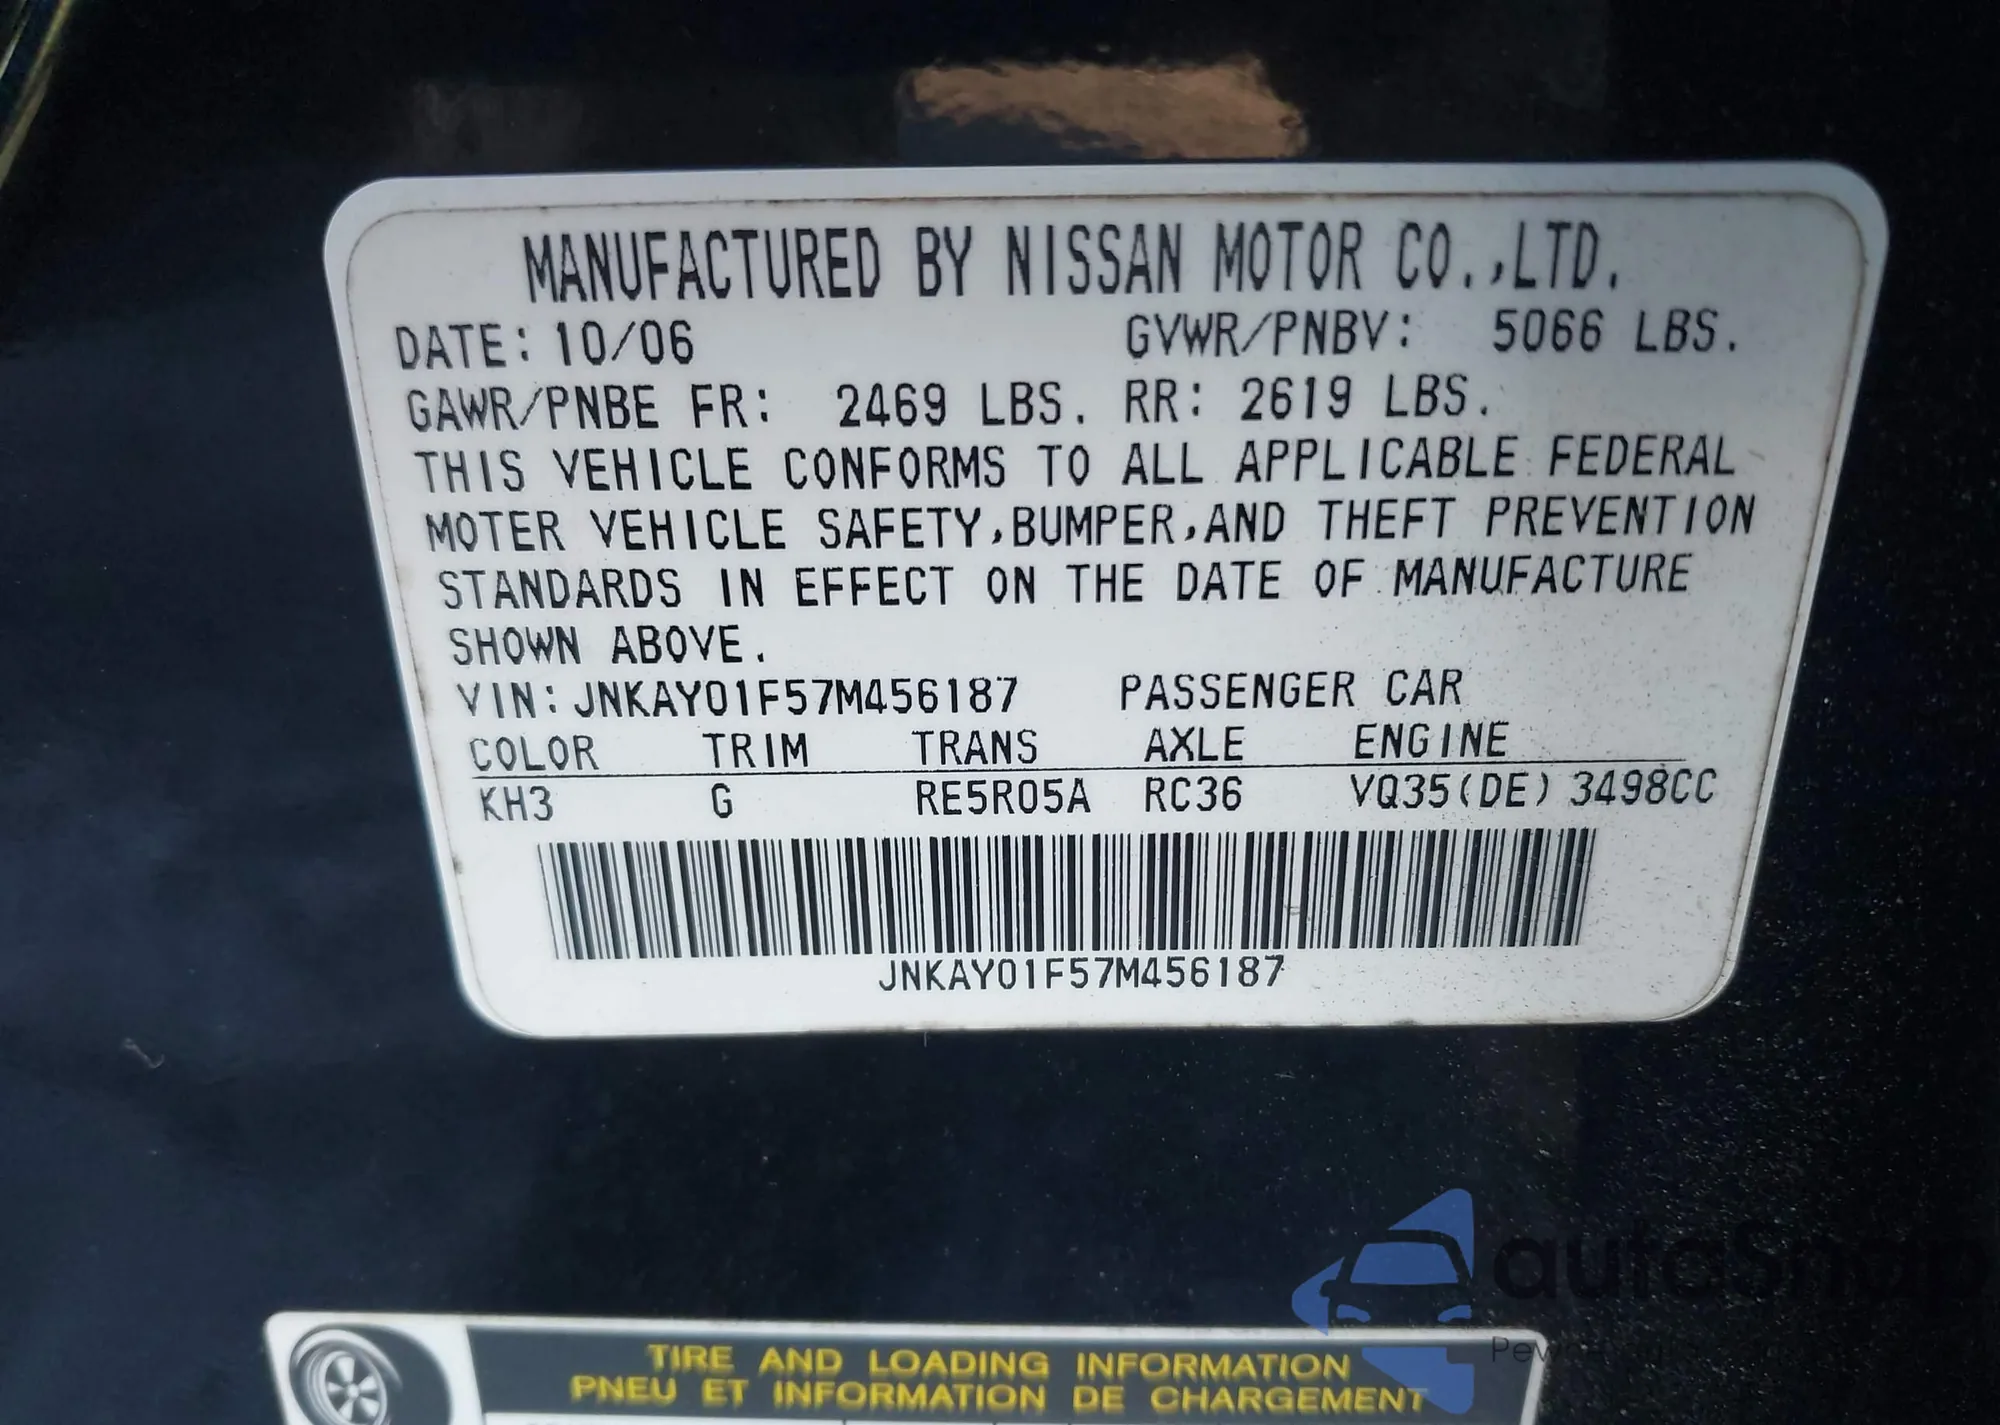 MANUFACTURED BY NISSAN MOTOR CO.,LTD.
DATE: 10/06 GVWR/PNBV: 5066 LBS.
GAWR/PNBE FR: 2469 LBS. RR: 2619 LBS.
THIS VEHICLE CONFORMS TO ALL APPLICABLE FEDERAL
MOTER VEHICLE SAFETY,BUMPER,AND THEFT PREVENTION
STANDARDS IN EFFECT ON THE DATE OF MANUFACTURE
SHOWN ABOVE.
VIN: JNKAY01F57M456187 PASSENGER CAR
COLOR TRIM TRANS AXLE ENGINE
KH3 G RE5R05A RC36 VQ35(DE) 3498CC
JNKAY01F57M456187
autoSnap
TIRE AND LOADING INFORMATION
PNEU ET INFORMATION DE CHARGEMENT